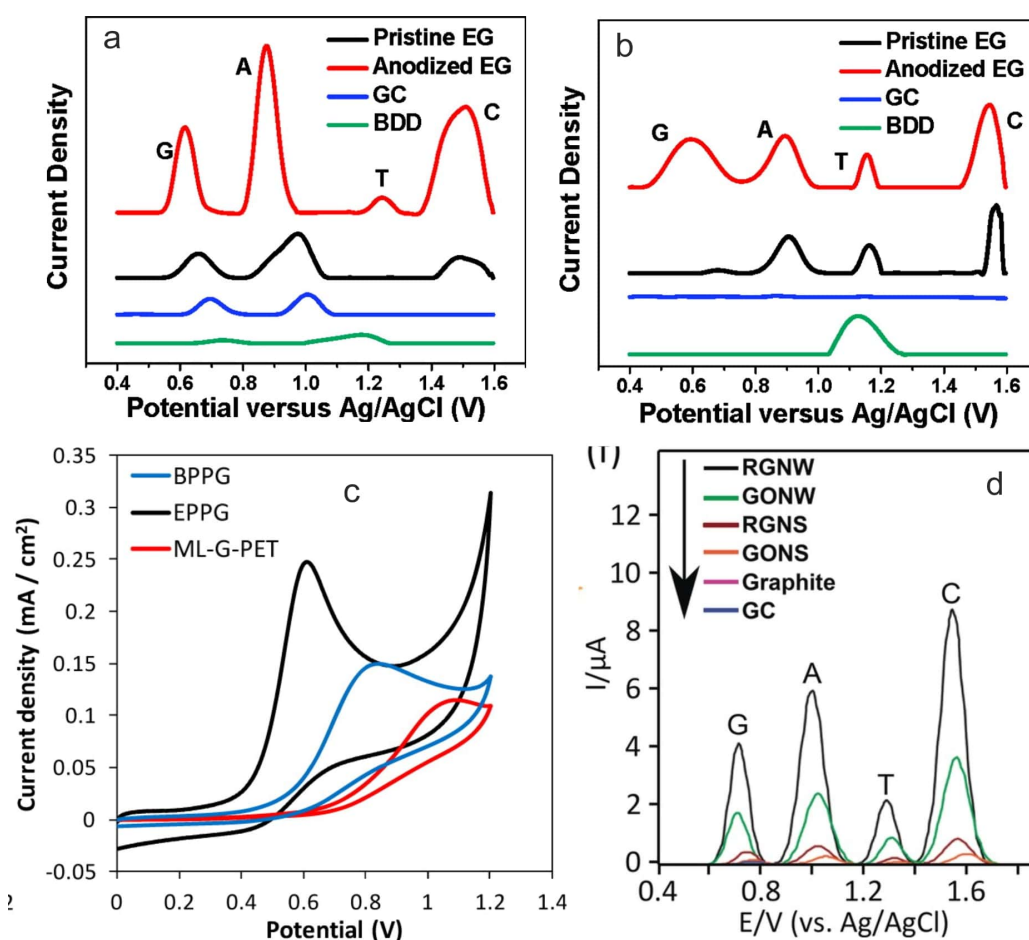 a
Pristine EG
Anodized EG
GC
BDD
G
A
T
C
Current Density
0.4 0.6 0.8 1.0 1.2 1.4 1.6
Potential versus Ag/AgCl (V)
b
Pristine EG
Anodized EG
GC
BDD
G
A
T
C
Current Density
0.4 0.6 0.8 1.0 1.2 1.4 1.6
Potential versus Ag/AgCl (V)
c
BPPG
EPPG
ML-G-PET
Current density (mA / cm²)
0.35
0.3
0.25
0.2
0.15
0.1
0.05
0
-0.05
0 0.2 0.4 0.6 0.8 1 1.2 1.4
Potential (V)
d
RGNW
GONW
RGNS
GONS
Graphite
GC
G
A
T
C
I/µA
12
10
8
6
4
2
0
0.4 0.8 1.2 1.6
E/V (vs. Ag/AgCl)